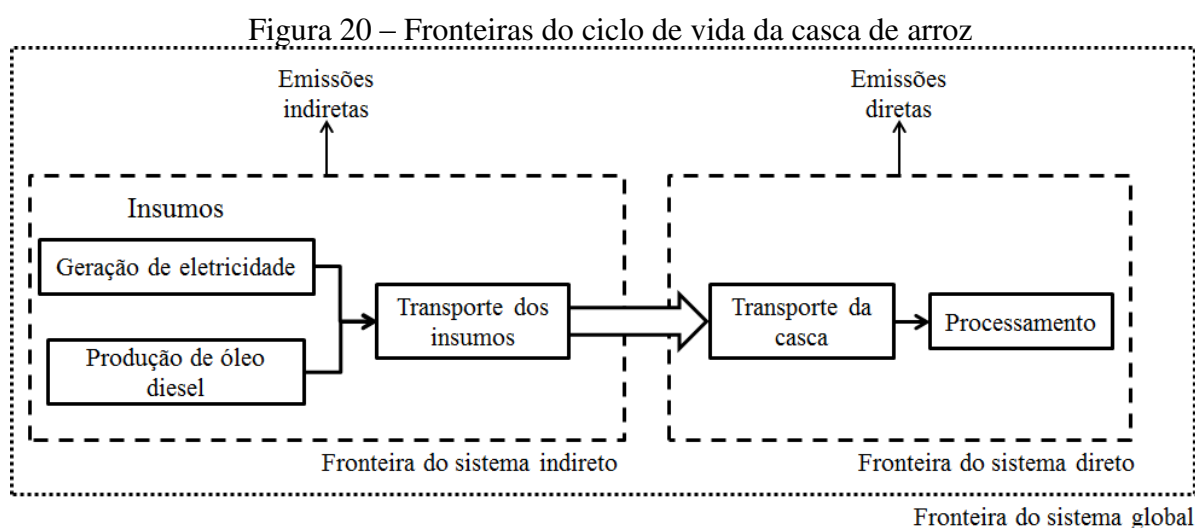 Figura 20 – Fronteiras do ciclo de vida da casca de arroz
Emissões
indiretas
Emissões
diretas
Insumos
Geração de eletricidade
Produção de óleo
diesel
Transporte dos
insumos
Transporte da
casca
Processamento
Fronteira do sistema indireto
Fronteira do sistema direto
Fronteira do sistema global